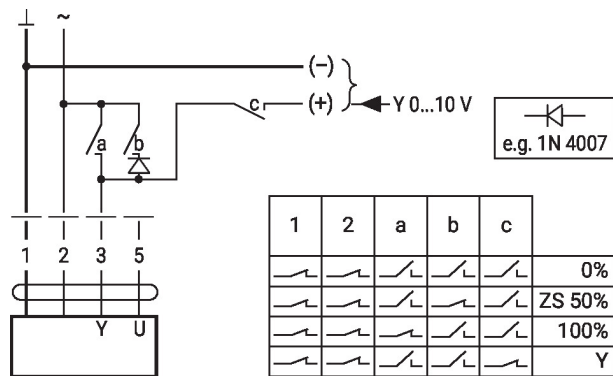 ⊥ ~
(–)
c (+) Y 0...10 V
a b
e.g. 1N 4007
1 2 3 5
Y U
1 2 a b c
0%
ZS 50%
100%
Y